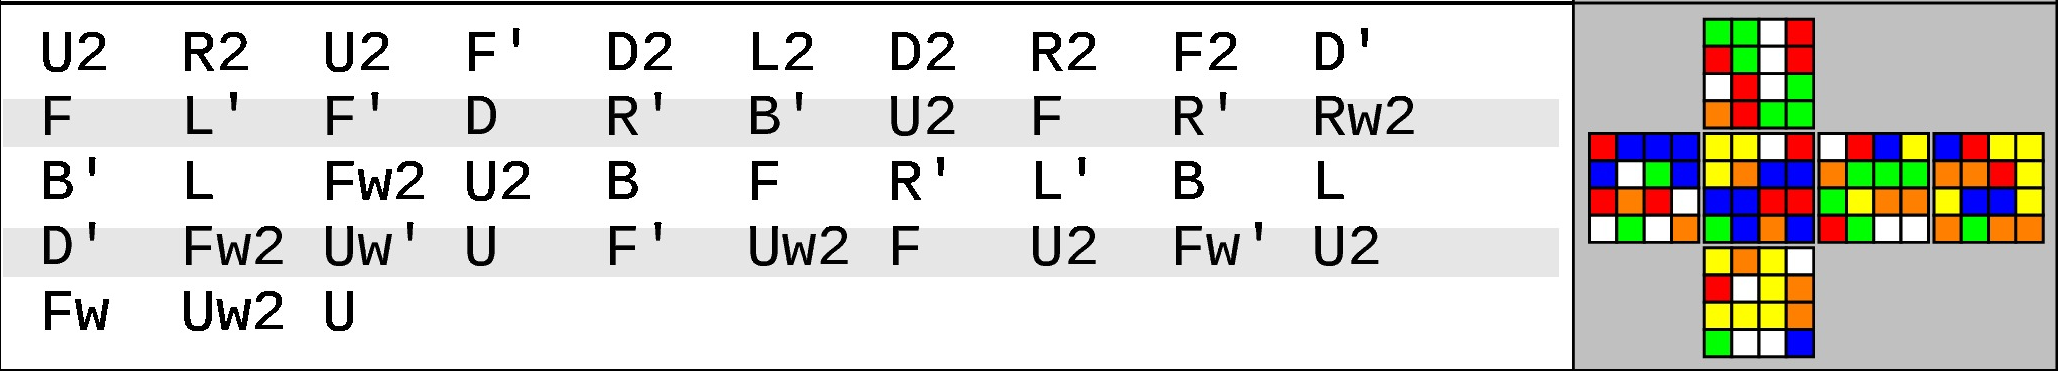 U2 R2 U2 F' D2 L2 D2 R2 F2 D'
F L' F' D R' B' U2 F R' Rw2
B' L Fw2 U2 B F R' L' B L
D' Fw2 Uw' U F' Uw2 F U2 Fw' U2
Fw Uw2 U